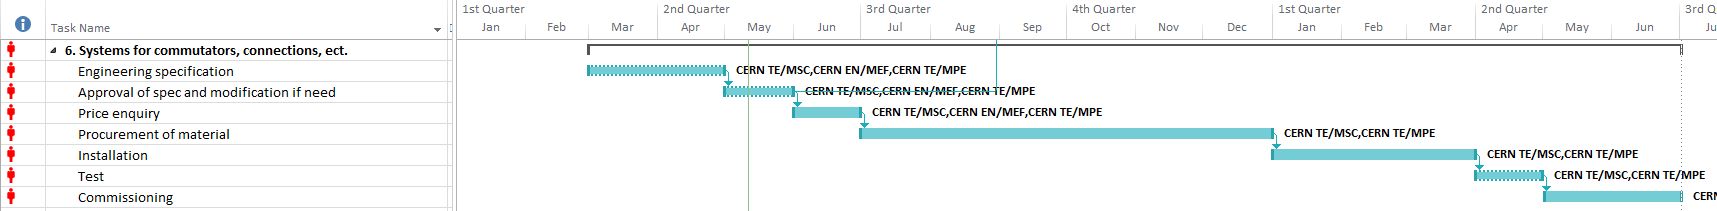 1st Quarter 2nd Quarter 3rd Quarter 4th Quarter 1st Quarter 2nd Quarter 3rd Q
Task Name Jan Feb Mar Apr May Jun Jul Aug Sep Oct Nov Dec Jan Feb Mar Apr May Jun Ju
6. Systems for commutators, connections, ect.
Engineering specification CERN TE/MSC,CERN EN/MEF,CERN TE/MPE
Approval of spec and modification if need CERN TE/MSC,CERN EN/MEF,CERN TE/MPE
Price enquiry CERN TE/MSC,CERN EN/MEF,CERN TE/MPE
Procurement of material CERN TE/MSC,CERN TE/MPE
Installation CERN TE/MSC,CERN TE/MPE
Test CERN TE/MSC,CERN TE/MPE
Commissioning CERN